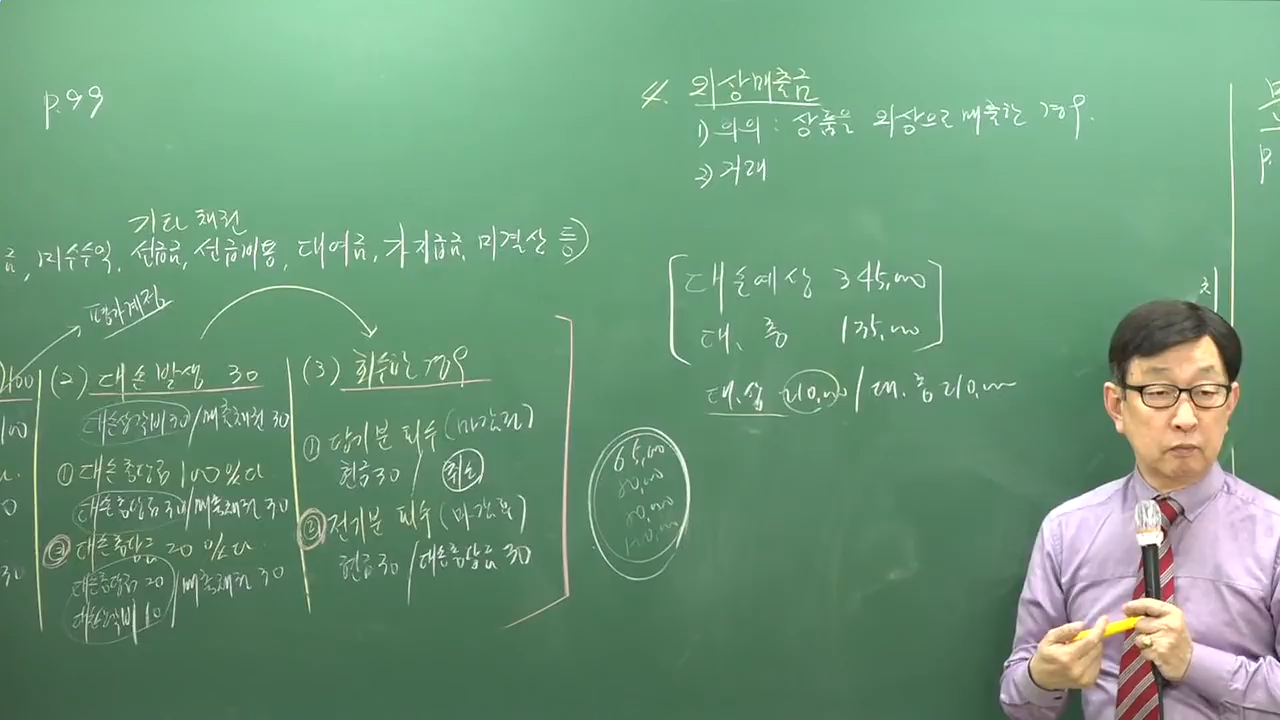 p.99
기타 채권
금, 미수수익, 선급금, 선급비용, 대여금, 가지급금, 미결산 등)
평가계정
(2) 대손발생 30
대손상각비 30 / 매출채권 30
① 대손충당금 100 있다
대손충당금 30 / 매출채권 30
② 대손충당금 20 있다
대손충당금 20 / 매출채권 30
대손상각비 10
(3) 회수한 경우
① 당기분 회수 (마감전)
현금 30 / 취소
② 전기분 회수 (마감후)
현금 30 / 대손충당금 30
4. 외상매출금
1) 의의 : 상품을 외상으로 매출한 경우.
2) 거래
대손예상 345,000
대, 충 135,000
대.상 210,000 / 대.충 210,000
65,000
80,000
80,000
120,000
p.